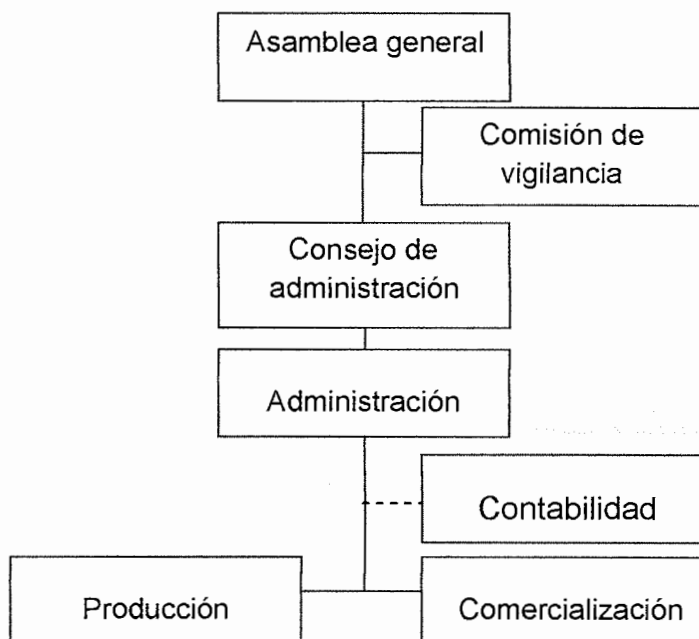 Asamblea general
Comisión de
vigilancia
Consejo de
administración
Administración
Contabilidad
Producción
Comercialización